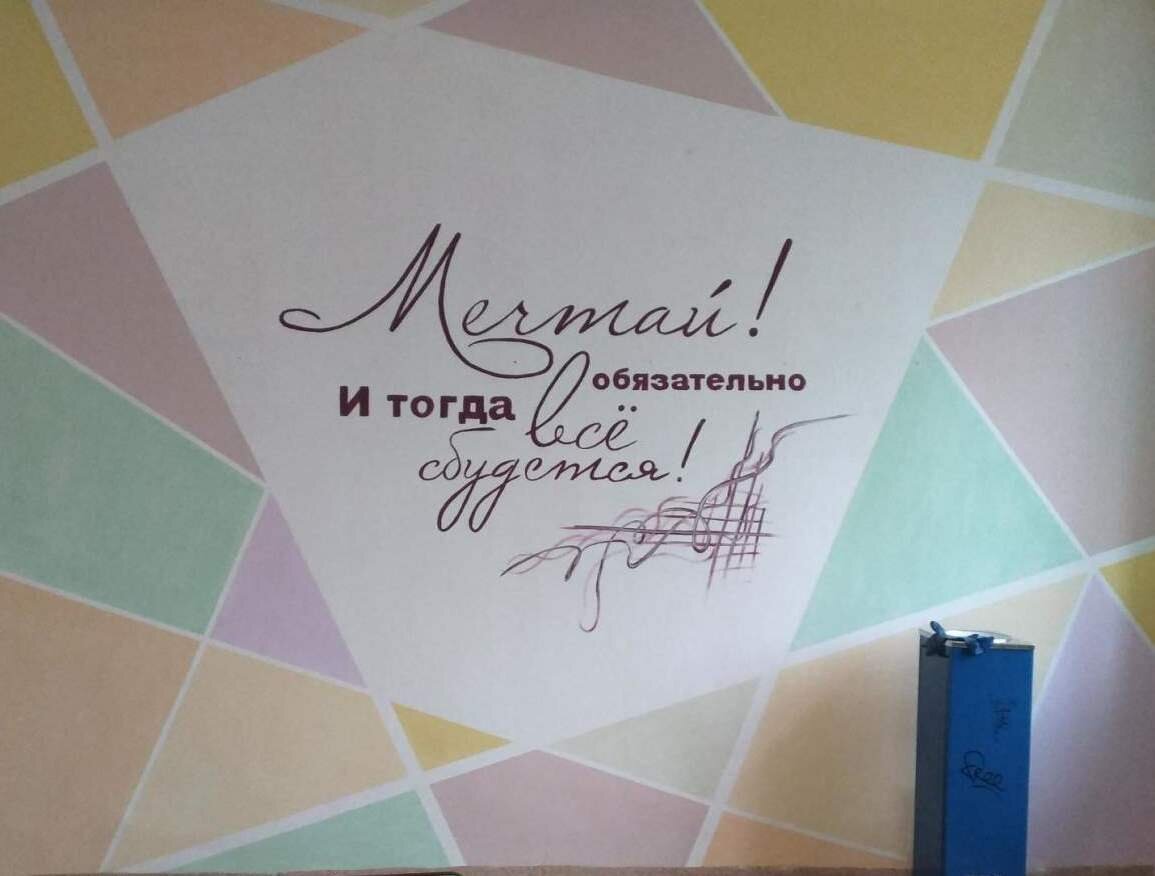 Мечтай!
И тогда обязательно
всё
сбудется!